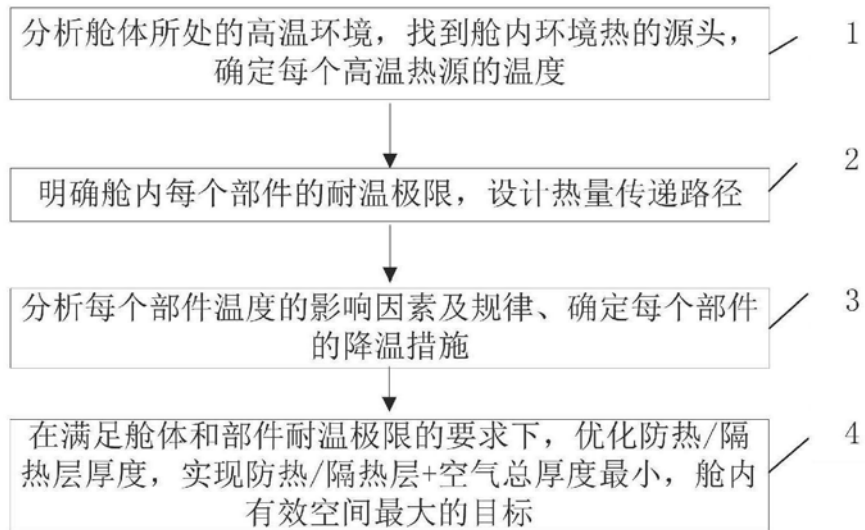 分析舱体所处的高温环境，找到舱内环境热的源头，
确定每个高温热源的温度
1
明确舱内每个部件的耐温极限，设计热量传递路径
2
分析每个部件温度的影响因素及规律、确定每个部件
的降温措施
3
在满足舱体和部件耐温极限的要求下，优化防热/隔
热层厚度，实现防热/隔热层+空气总厚度最小，舱内
有效空间最大的目标
4